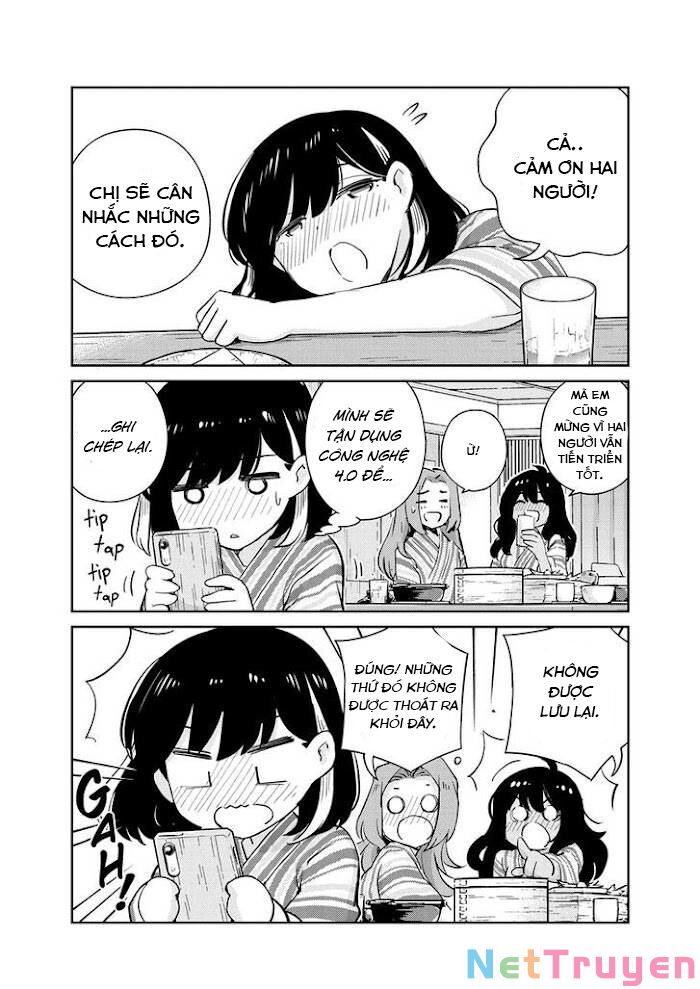 CẢ..
CẢM ƠN HAI
NGƯỜI!
CHỊ SẼ CÂN
NHẮC NHỮNG
CÁCH ĐÓ.
MÀ EM
CŨNG
MỪNG VÌ HAI
NGƯỜI VẪN
TIẾN TRIỂN
TỐT.
Ừ!
MÌNH SẼ
TẬN DỤNG
CÔNG NGHỆ
4.0 ĐỂ...
...GHI
CHÉP LẠI.
tip
tap
tip
tap
KHÔNG
ĐƯỢC
LƯU LẠI.
ĐÚNG! NHỮNG
THỨ ĐÓ KHÔNG
ĐƯỢC THOÁT RA
KHỎI ĐÂY.
GAH!
NetTruyen